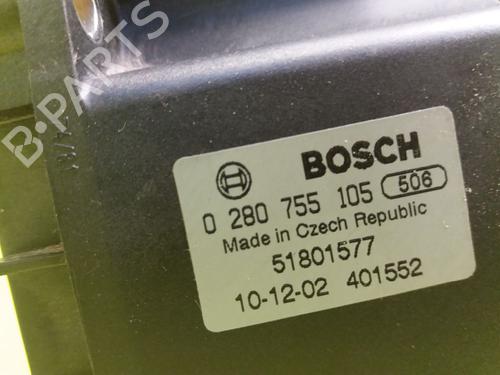 B-PARTS
BOSCH
0 280 755 105 506
Made in Czech Republic
51801577
10-12-02 401552